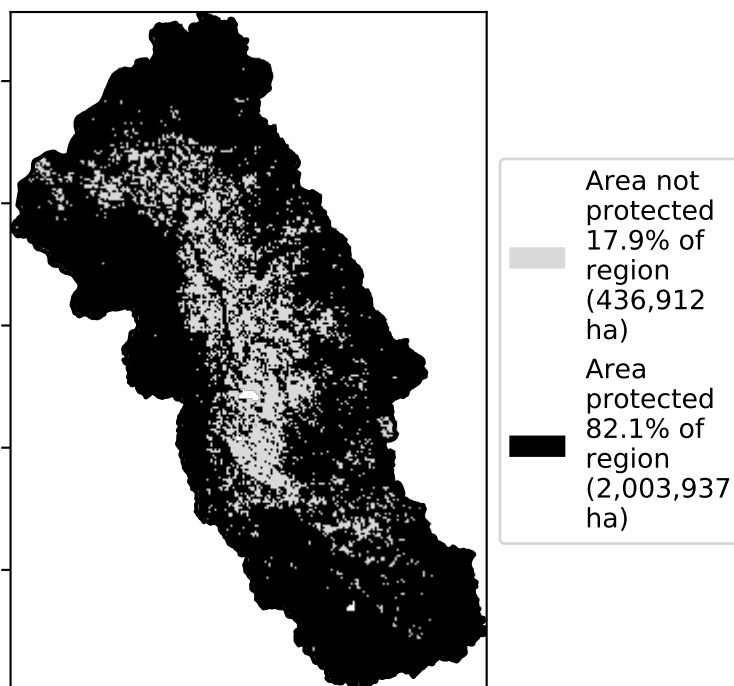 Area not
protected
17.9% of
region
(436,912
ha)
Area
protected
82.1% of
region
(2,003,937
ha)